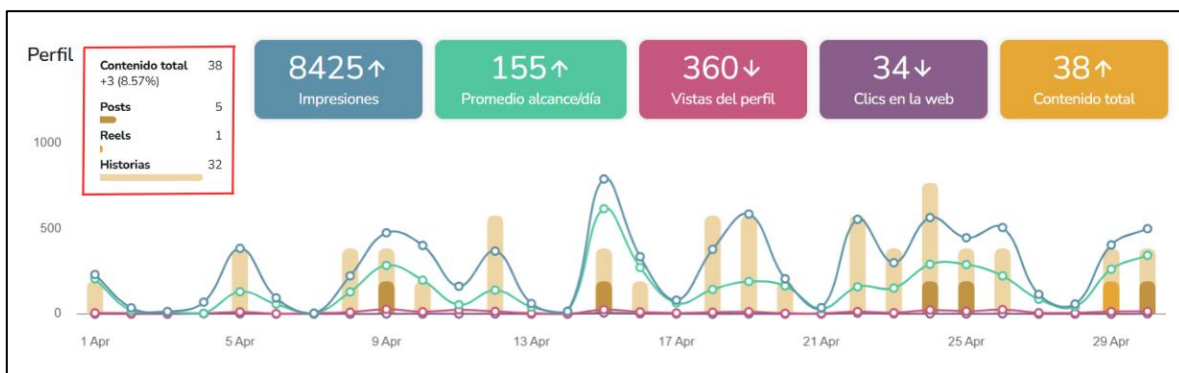 Perfil
Contenido total 38
+3 (8.57%)
Posts 5
Reels 1
Historias 32
8425↑
Impresiones
155↑
Promedio alcance/día
360↓
Vistas del perfil
34↓
Clics en la web
38↑
Contenido total
1000
500
0
1 Apr
5 Apr
9 Apr
13 Apr
17 Apr
21 Apr
25 Apr
29 Apr